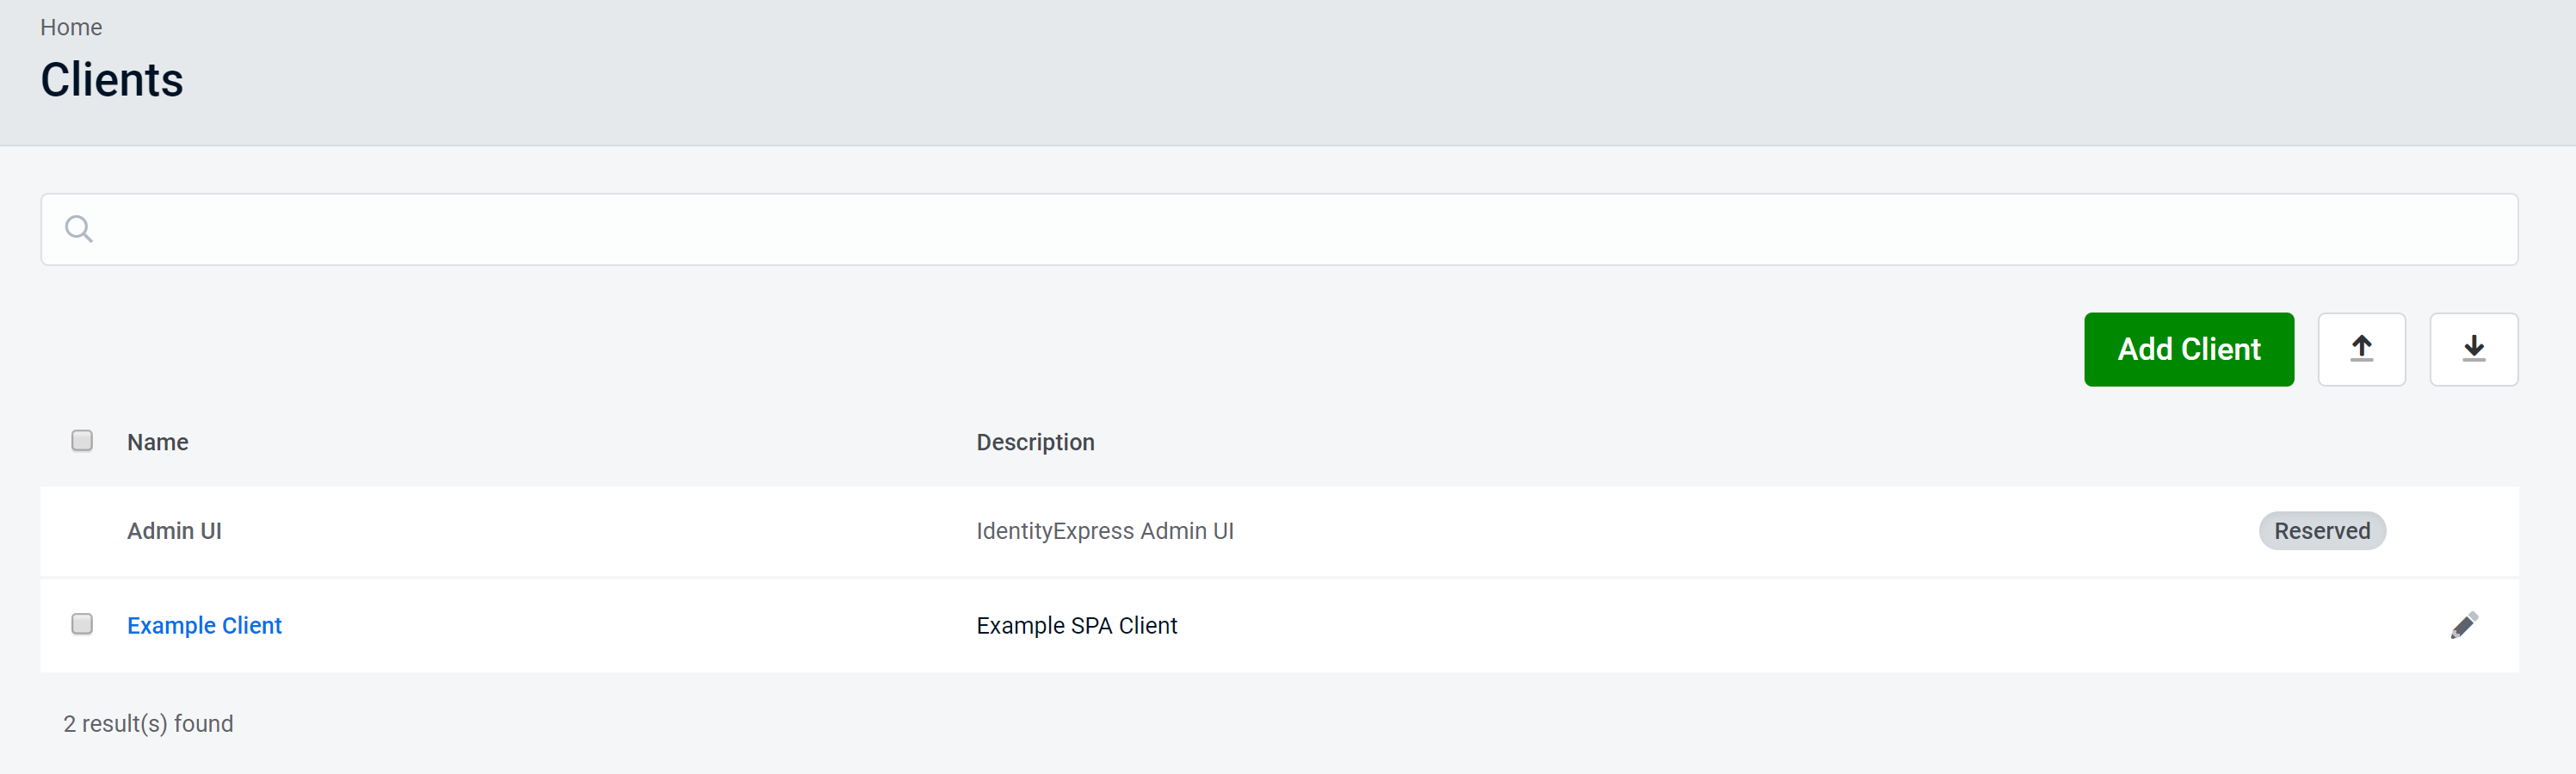 Home
Clients
Add Client
Name Description
Admin UI IdentityExpress Admin UI Reserved
Example Client Example SPA Client
2 result(s) found